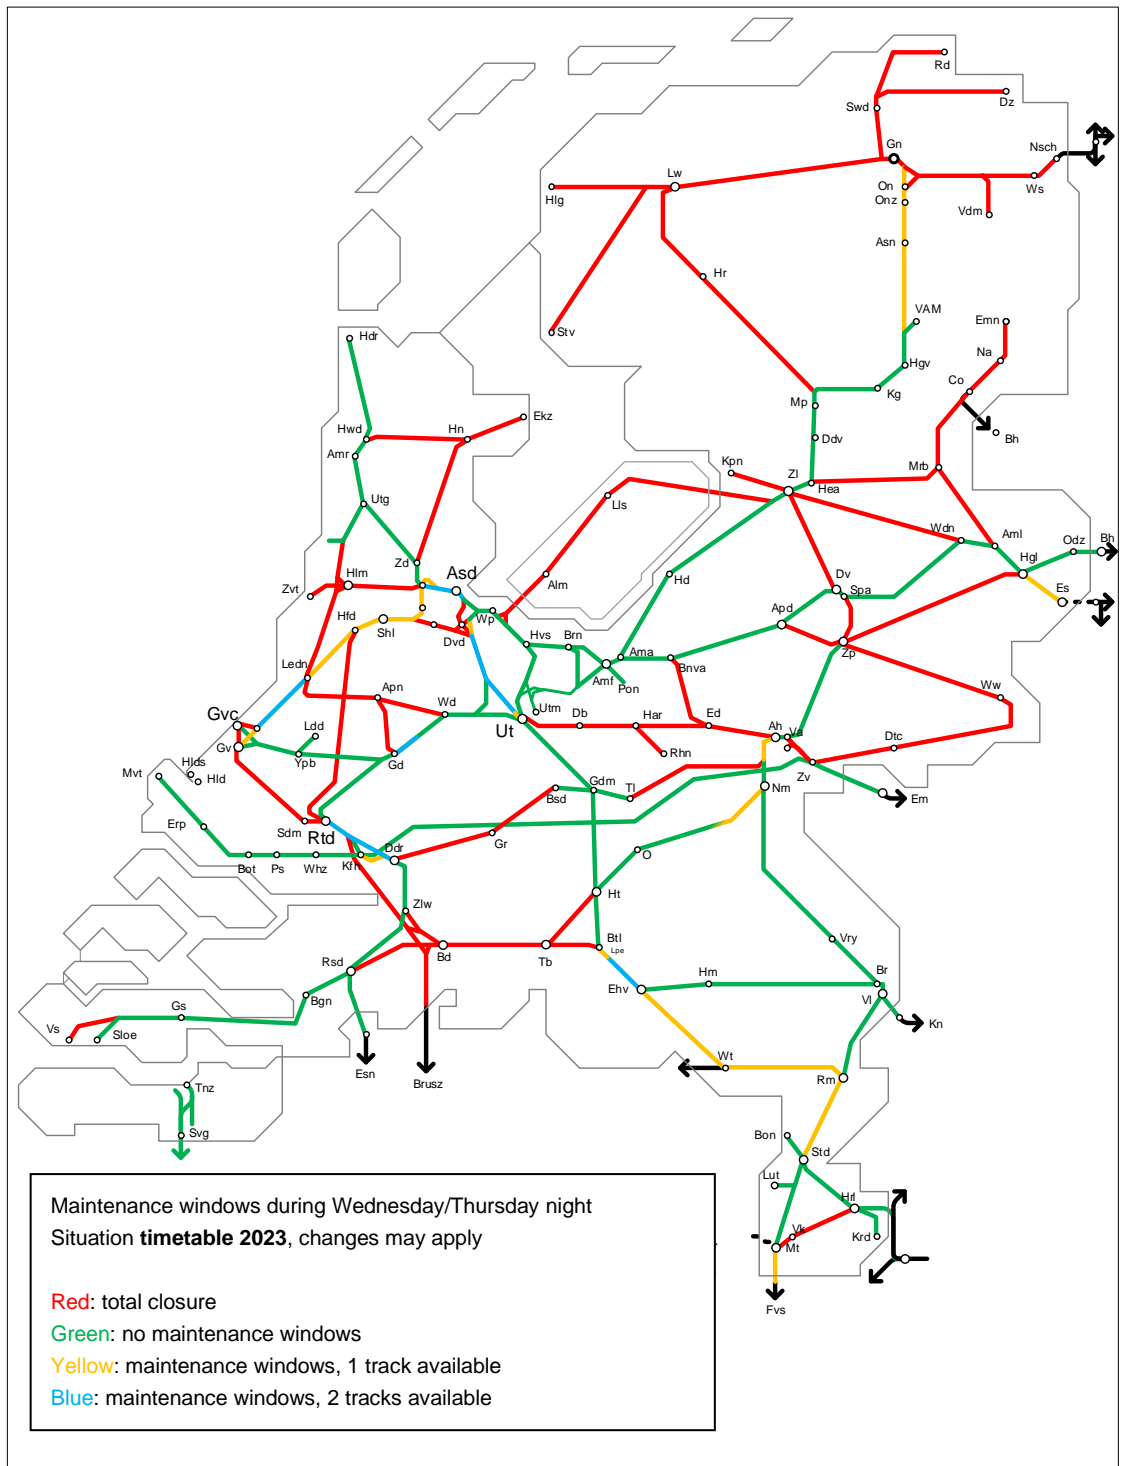 Rd
Dz
Swd
Gn
Nsch
Lw
Hlg
On
Onz
Ws
Vdm
Asn
Hr
VAM
Emn
Stv
Hdr
Na
Hgv
Co
Kg
Mp
Ekz
Hwd
Hn
Ddv
Bh
Amr
Kpn
Zl
Mrb
Hea
Utg
Lls
Wdn
Aml
Odz
Bh
Zd
Hgl
Hlm
Asd
Alm
Hd
Dv
Spa
Es
Zvt
Hfd
Shl
Wp
Apd
Dvd
Hvs
Brn
Ama
Zp
Ledn
Bnva
Amf
Pon
Apn
Ww
Gvc
Wd
Utm
Ldd
Ut
Db
Har
Ed
Ah
Va
Gv
Dtc
Ypb
Gd
Rhn
Hlds
Zv
Mvt
Hld
Gdm
Tl
Nm
Em
Bsd
Erp
Sdm
Rtd
Gr
Ddr
O
Bot
Ps
Whz
Kfh
Ht
Zlw
Vry
Btl
Lpe
Bd
Tb
Rsd
Hm
Br
Ehv
Vl
Bgn
Gs
Kn
Vs
Sloe
Wt
Esn
Brusz
Rm
Tnz
Svg
Bon
Std
Lut
Hrl
Vk
Krd
Mt
Fvs
Maintenance windows during Wednesday/Thursday night
Situation timetable 2023, changes may apply
Red: total closure
Green: no maintenance windows
Yellow: maintenance windows, 1 track available
Blue: maintenance windows, 2 tracks available